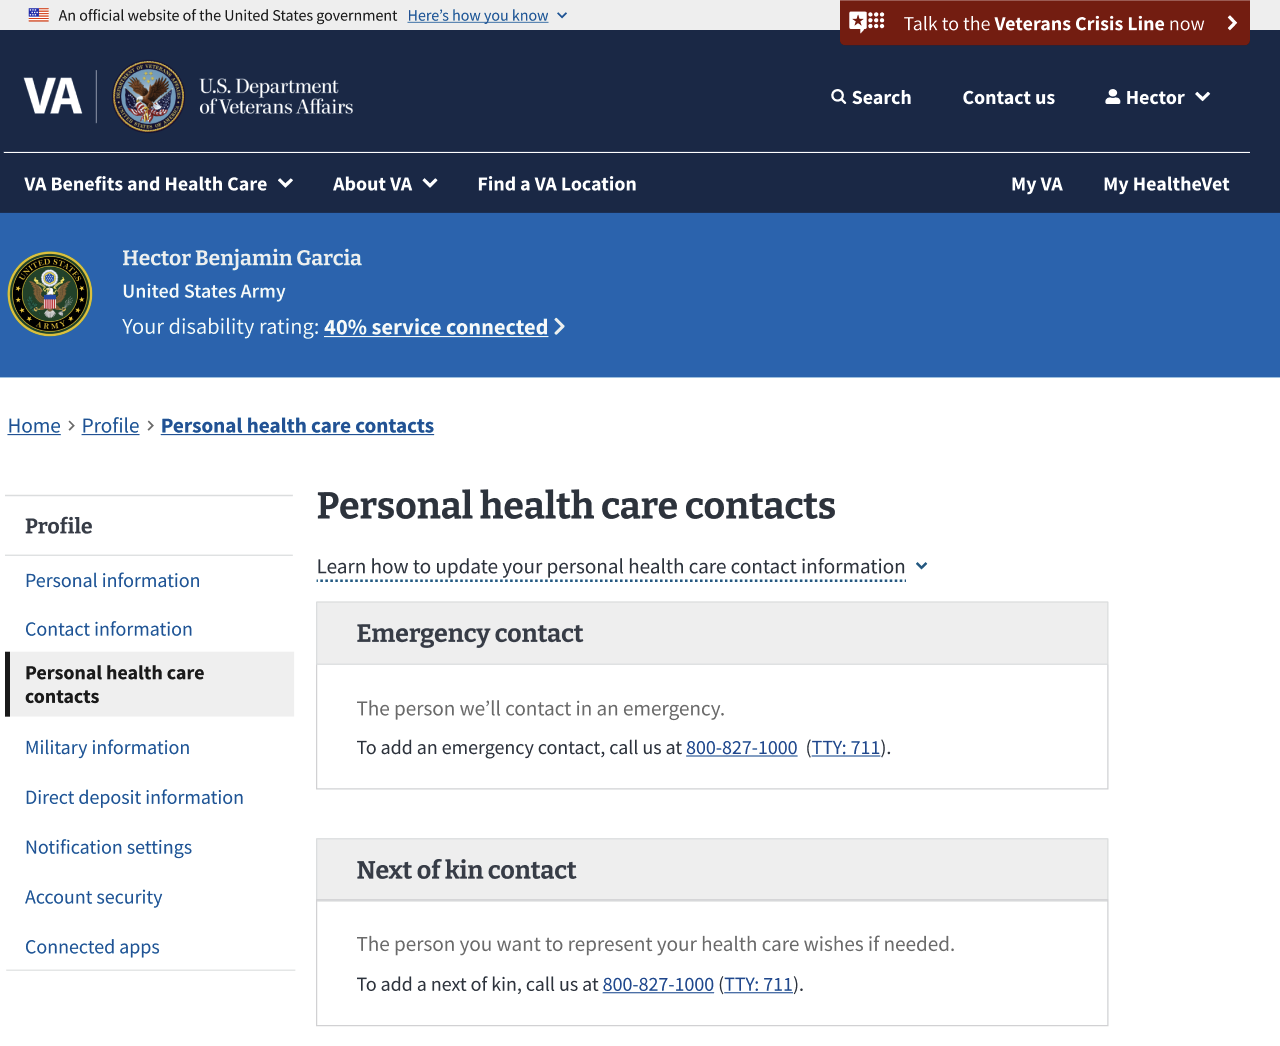 An official website of the United States government Here's how you know
Talk to the Veterans Crisis Line now
VA
U.S. Department
of Veterans Affairs
Search Contact us Hector
VA Benefits and Health Care About VA Find a VA Location My VA My HealtheVet
Hector Benjamin Garcia
United States Army
Your disability rating: 40% service connected
UNITED STATES
ARMY
Home Profile Personal health care contacts
Profile
Personal information
Contact information
Personal health care
contacts
Military information
Direct deposit information
Notification settings
Account security
Connected apps
Personal health care contacts
Learn how to update your personal health care contact information
Emergency contact
The person we’ll contact in an emergency.
To add an emergency contact, call us at 800-827-1000 (TTY: 711).
Next of kin contact
The person you want to represent your health care wishes if needed.
To add a next of kin, call us at 800-827-1000 (TTY: 711).